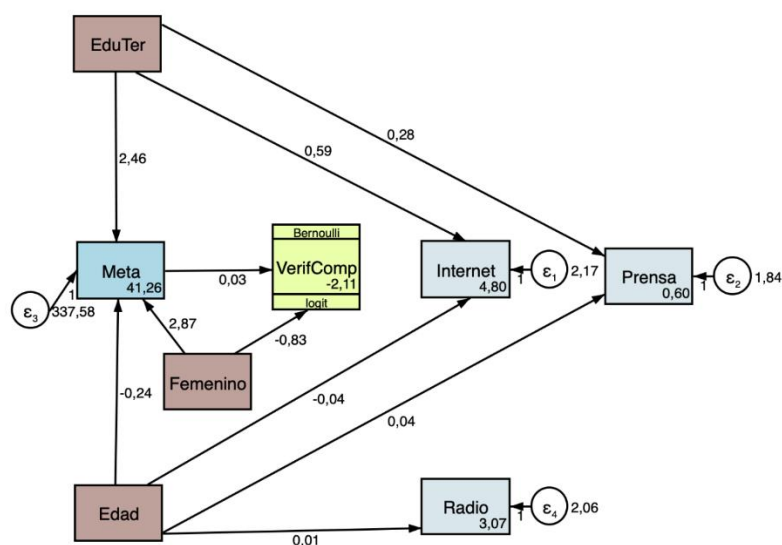 EduTer
0,28
0,59
2,46
Bernoulli
Meta
41,26
0,03
VerifComp
-2,11
logit
Internet
4,80
1
ε1
2,17
Prensa
0,60
1
ε2
1,84
1
ε3
337,58
2,87
-0,83
Femenino
-0,24
-0,04
0,04
Edad
0,01
Radio
3,07
1
ε4
2,06